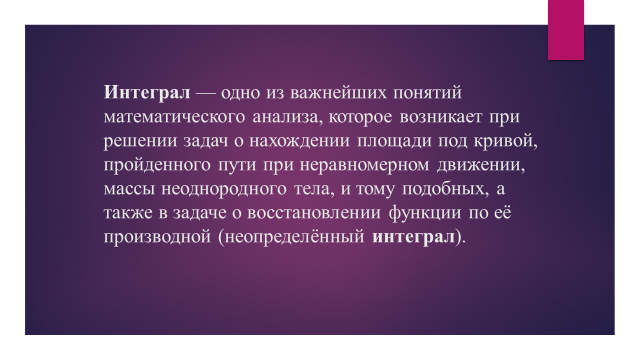 Интеграл — одно из важнейших понятий
математического анализа, которое возникает при
решении задач о нахождении площади под кривой,
пройденного пути при неравномерном движении,
массы неоднородного тела, и тому подобных, а
также в задаче о восстановлении функции по её
производной (неопределённый интеграл).